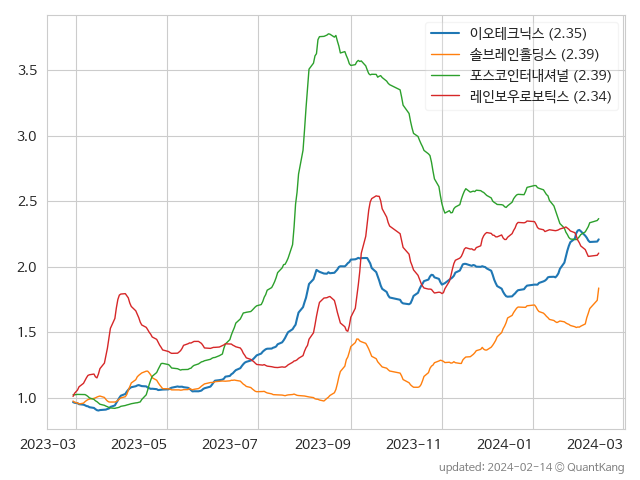 이오테크닉스 (2.35)
솔브레인홀딩스 (2.39)
포스코인터내셔널 (2.39)
레인보우로보틱스 (2.34)
3.5
3.0
2.5
2.0
1.5
1.0
2023-03 2023-05 2023-07 2023-09 2023-11 2024-01 2024-03
updated: 2024-02-14 © QuantKang